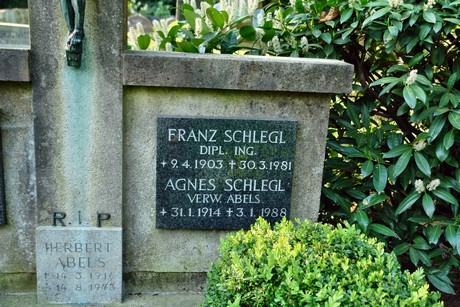 FRANZ SCHLEGL
DIPL. ING.
+ 9.4.1903 ✝ 30.3.1981
AGNES SCHLEGL
VERW. ABELS
+ 31.1.1914 ✝ 3.1.1988
R I P
HERBERT
ABELS